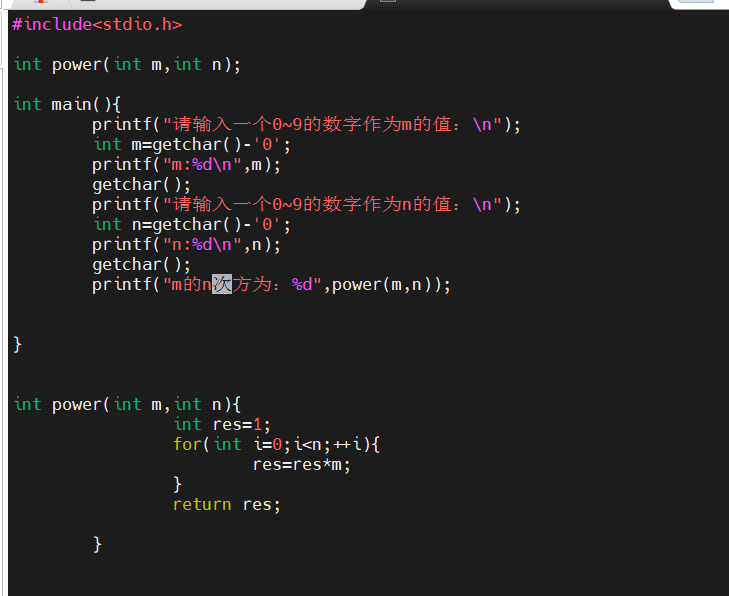 #include<stdio.h>
int power(int m,int n);
int main(){
printf("请输入一个0~9的数字作为m的值：\n");
int m=getchar()-'0';
printf("m:%d\n",m);
getchar();
printf("请输入一个0~9的数字作为n的值：\n");
int n=getchar()-'0';
printf("n:%d\n",n);
getchar();
printf("m的n次方为：%d",power(m,n));
}
int power(int m,int n){
int res=1;
for(int i=0;i<n;++i){
res=res*m;
}
return res;
}